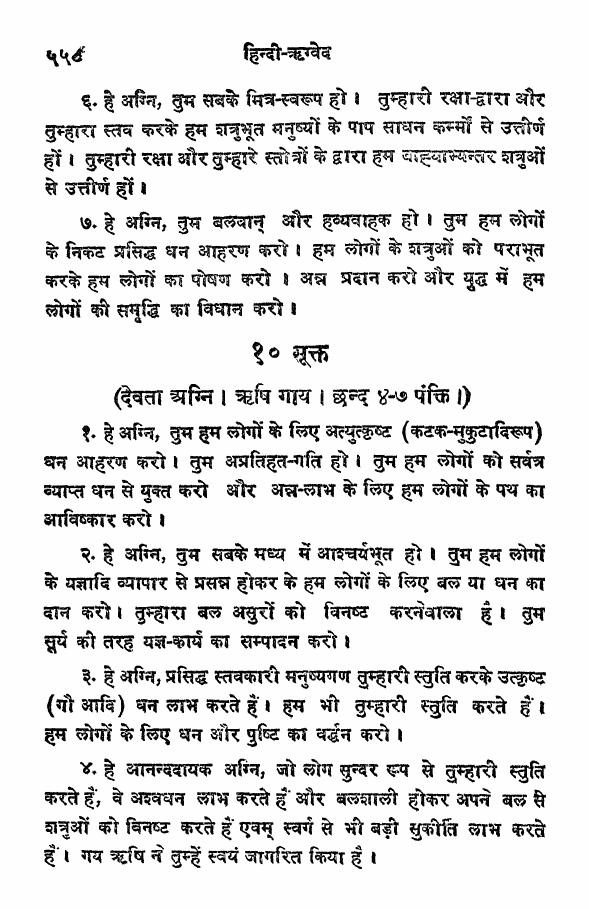 ५५८
हिन्दी-ऋग्वेद
६. हे अग्नि, तुम सबके मित्र-स्वरूप हो। तुम्हारी रक्षा-द्वारा और
तुम्हारा स्तव करके हम शत्रुभूत मनुष्यों के पाप साधन कर्म्मों से उत्तीर्ण
हों। तुम्हारी रक्षा और तुम्हारे स्तोत्रों के द्वारा हम वाह्याभ्यन्तर शत्रुओं
से उत्तीर्ण हों।
७. हे अग्नि, तुम बलवान् और हव्यवाहक हो। तुम हम लोगों
के निकट प्रसिद्ध धन आहरण करो। हम लोगों के शत्रुओं को पराभूत
करके हम लोगों का पोषण करो । अन्न प्रदान करो और युद्ध में हम
लोगों की समृद्धि का विधान करो।
१० सूक्त
(देवता अग्नि। ऋषि गाय। छन्द ४-७ पंक्ति।)
१. हे अग्नि, तुम हम लोगों के लिए अत्युत्कृष्ट (कटक-मुकुटादिरूप)
धन आहरण करो। तुम अप्रतिहत-गति हो। तुम हम लोगों को सर्वत्र
व्याप्त धन से युक्त करो और अन्न-लाभ के लिए हम लोगों के पथ का
आविष्कार करो।
२. हे अग्नि, तुम सबके मध्य में आश्चर्यभूत हो। तुम हम लोगों
के यज्ञादि व्यापार से प्रसन्न होकर के हम लोगों के लिए बल या धन का
दान करो। तुम्हारा बल असुरों को विनष्ट करनेवाला है। तुम
सूर्य की तरह यज्ञ-कार्य का सम्पादन करो।
३. हे अग्नि, प्रसिद्ध स्तवकारी मनुष्यगण तुम्हारी स्तुति करके उत्कृष्ट
(गौ आदि) धन लाभ करते हैं। हम भी तुम्हारी स्तुति करते हैं।
हम लोगों के लिए धन और पुष्टि का वर्द्धन करो।
४. हे आनन्ददायक अग्नि, जो लोग सुन्दर रूप से तुम्हारी स्तुति
करते हैं, वे अश्वधन लाभ करते हैं और बलशाली होकर अपने बल से
शत्रुओं को विनष्ट करते हैं एवम् स्वर्ग से भी बड़ी सुकीर्ति लाभ करते
हैं। गय ऋषि ने तुम्हें स्वयं जागरित किया है।